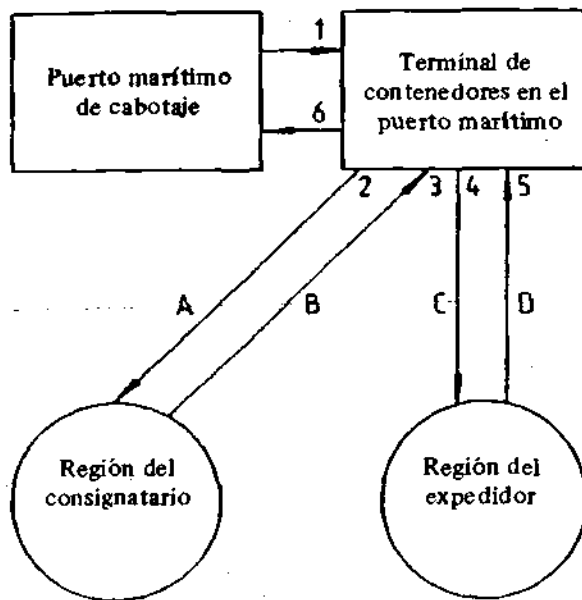 Puerto marítimo
de cabotaje
1
6
Terminal de
contenedores en el
puerto marítimo
2
3
4
5
A
B
C
D
Región del
consignatario
Región del
expedidor